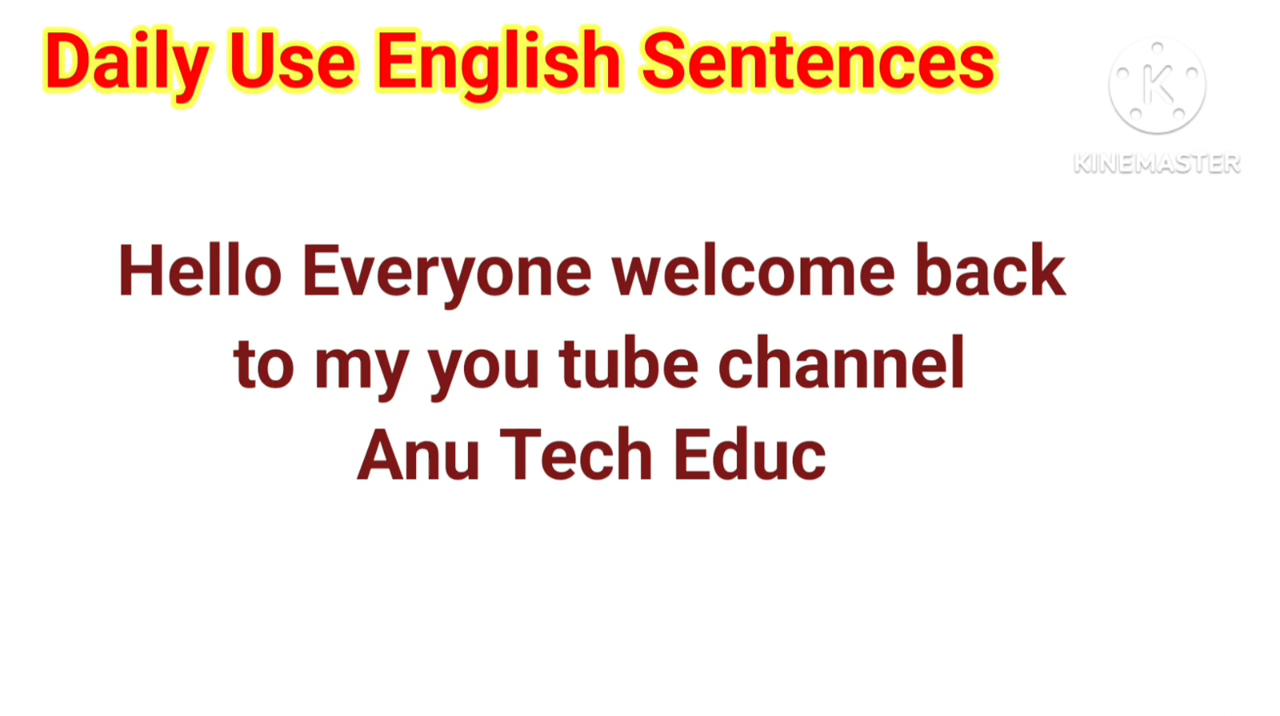 Daily Use English Sentences
K
KINEMASTER
Hello Everyone welcome back
to my you tube channel
Anu Tech Educ